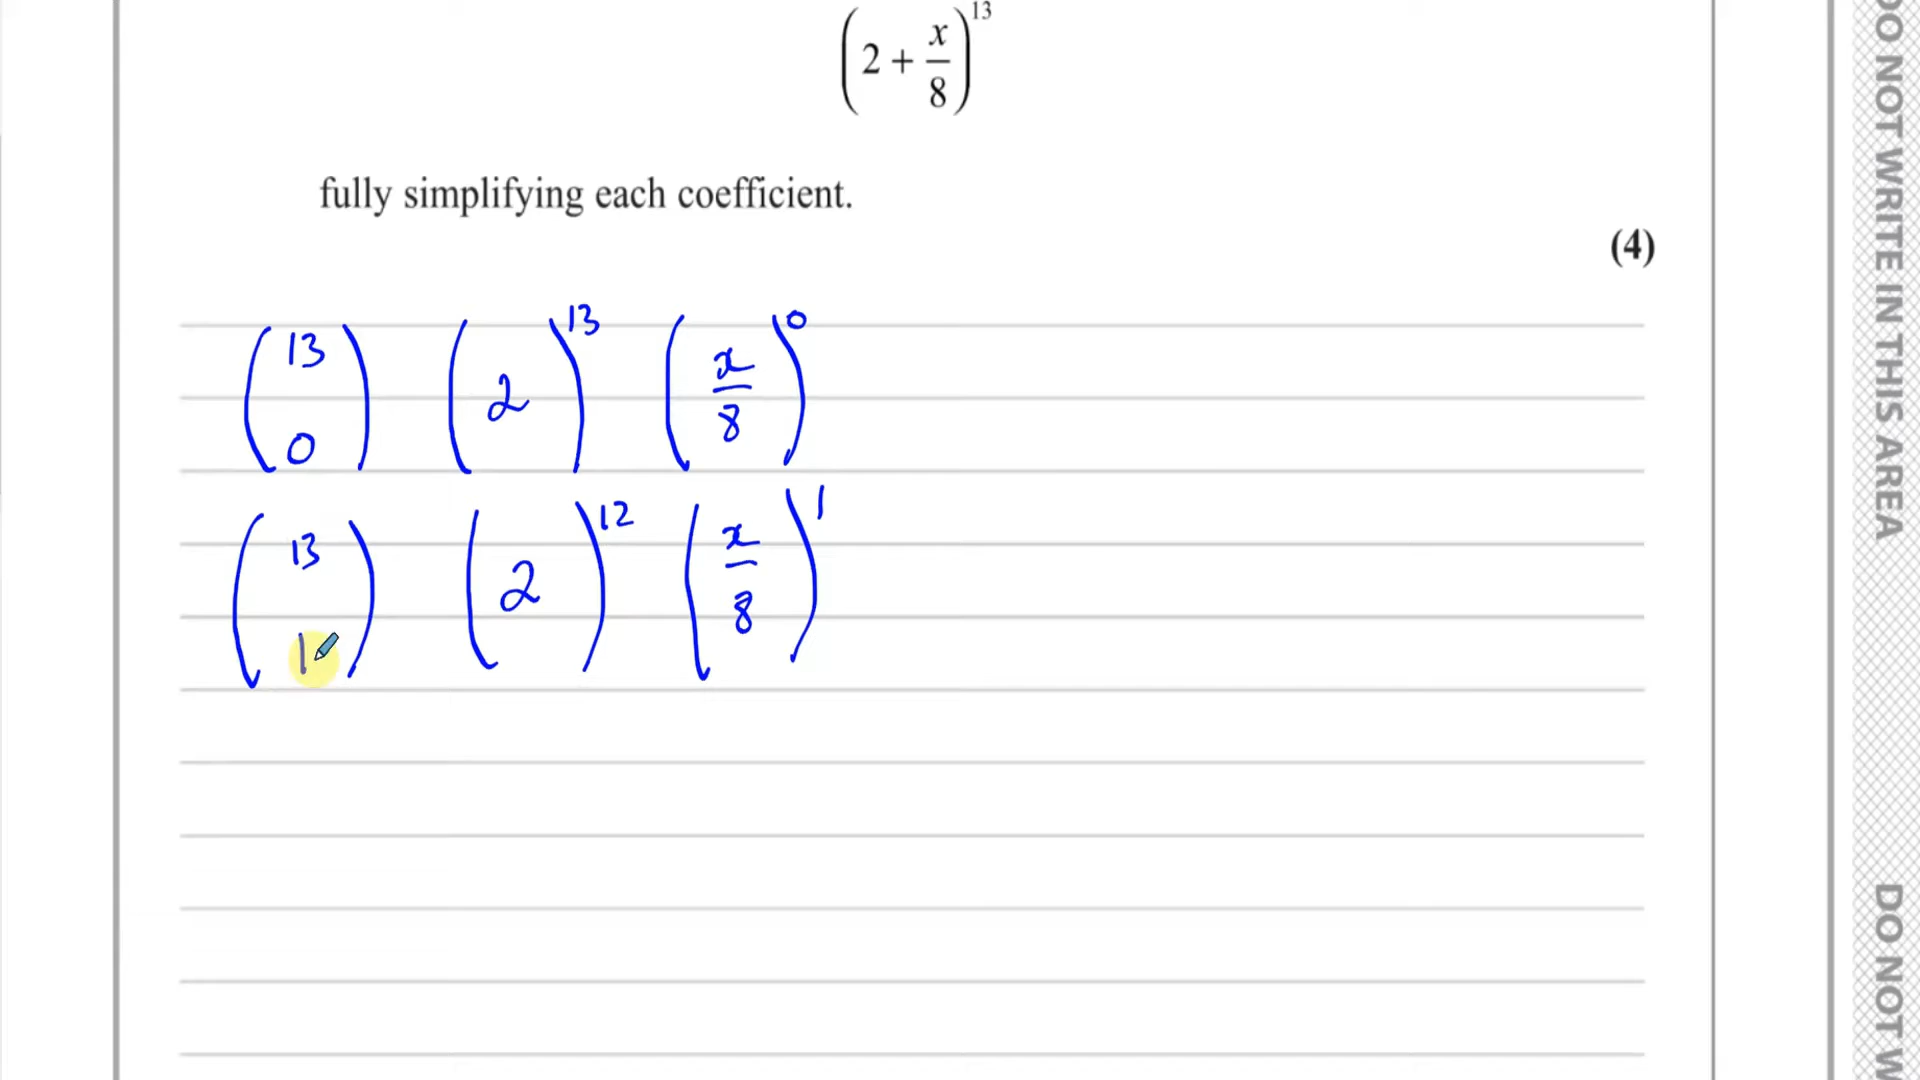 (2 + x/8)^13
fully simplifying each coefficient.
(4)
(13 0) (2)^13 (x/8)^0
(13 1) (2)^12 (x/8)^1
DO NOT WRITE IN THIS AREA
DO NOT W